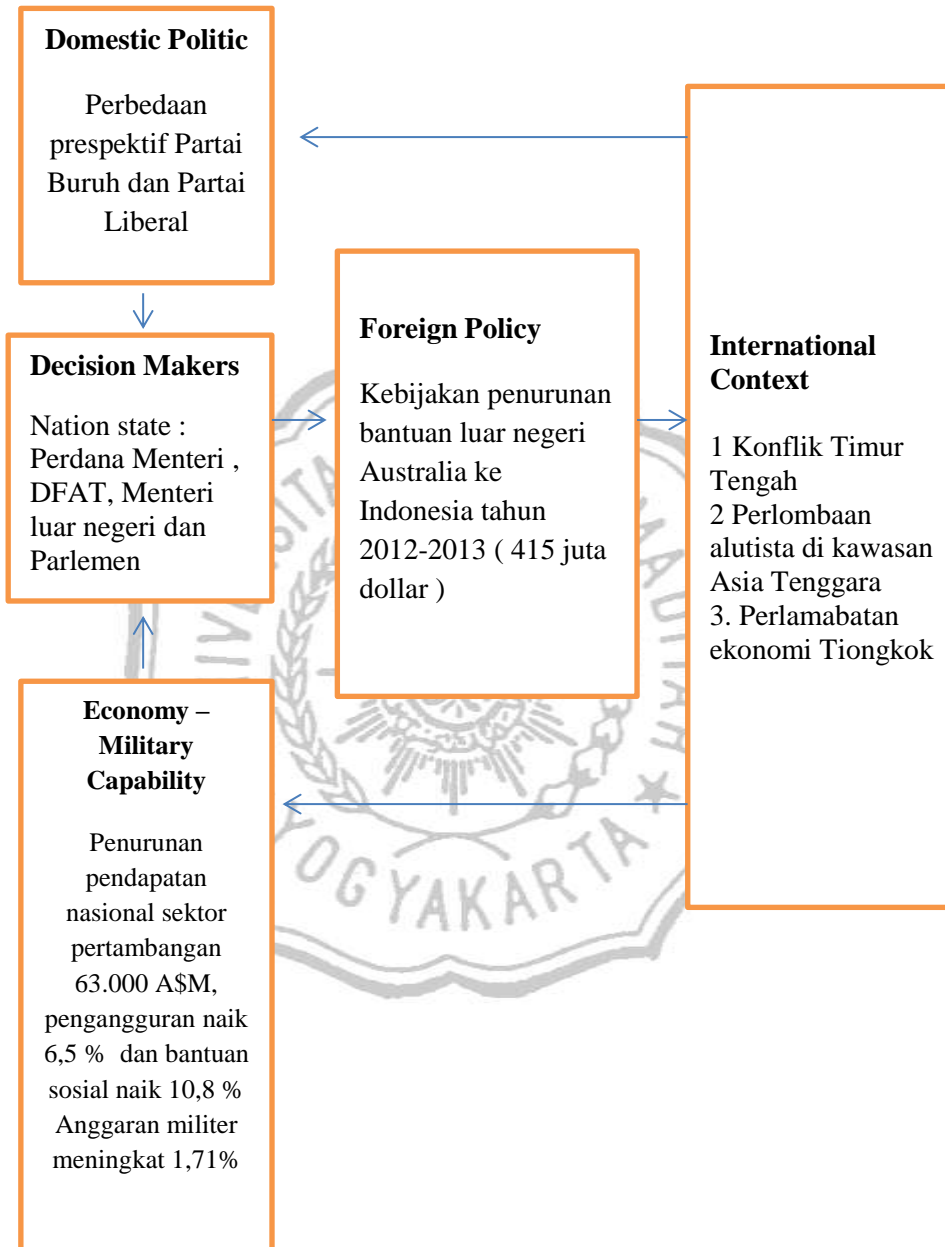 Domestic Politic
Perbedaan
prespektif Partai
Buruh dan Partai
Liberal
Decision Makers
Nation state :
Perdana Menteri ,
DFAT, Menteri
luar negeri dan
Parlemen
Economy –
Military
Capability
Penurunan
pendapatan
nasional sektor
pertambangan
63.000 A$M,
pengangguran naik
6,5 % dan bantuan
sosial naik 10,8 %
Anggaran militer
meningkat 1,71%
Foreign Policy
Kebijakan penurunan
bantuan luar negeri
Australia ke
Indonesia tahun
2012-2013 ( 415 juta
dollar )
International
Context
1 Konflik Timur
Tengah
2 Perlombaan
alutista di kawasan
Asia Tenggara
3. Perlamabatan
ekonomi Tiongkok
YOGYAKARTA